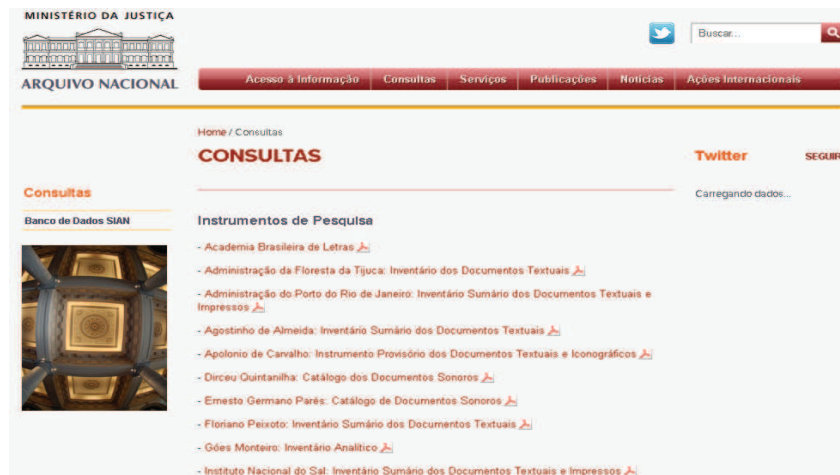 MINISTÉRIO DA JUSTIÇA
ARQUIVO NACIONAL
Buscar...
Acesso à Informação
Consultas
Serviços
Publicações
Notícias
Ações Internacionais
Home / Consultas
CONSULTAS
Consultas
Banco de Dados SIAN
Instrumentos de Pesquisa
- Academia Brasileira de Letras
- Administração da Floresta da Tijuca: Inventário dos Documentos Textuais
- Administração do Porto do Rio de Janeiro: Inventário Sumário dos Documentos Textuais e
Impressos
- Agostinho de Almeida: Inventário Sumário dos Documentos Textuais
- Apolonio de Carvalho: Instrumento Provisório dos Documentos Textuais e Iconográficos
- Dirceu Quintanilha: Catálogo dos Documentos Sonoros
- Ernesto Germano Parés: Catálogo de Documentos Sonoros
- Floriano Peixoto: Inventário Sumário dos Documentos Textuais
- Góes Monteiro: Inventário Analítico
- Instituto Nacional do Sal: Inventário Sumário dos Documentos Textuais e Impressos
Twitter
SEGUIR
Carregando dados...